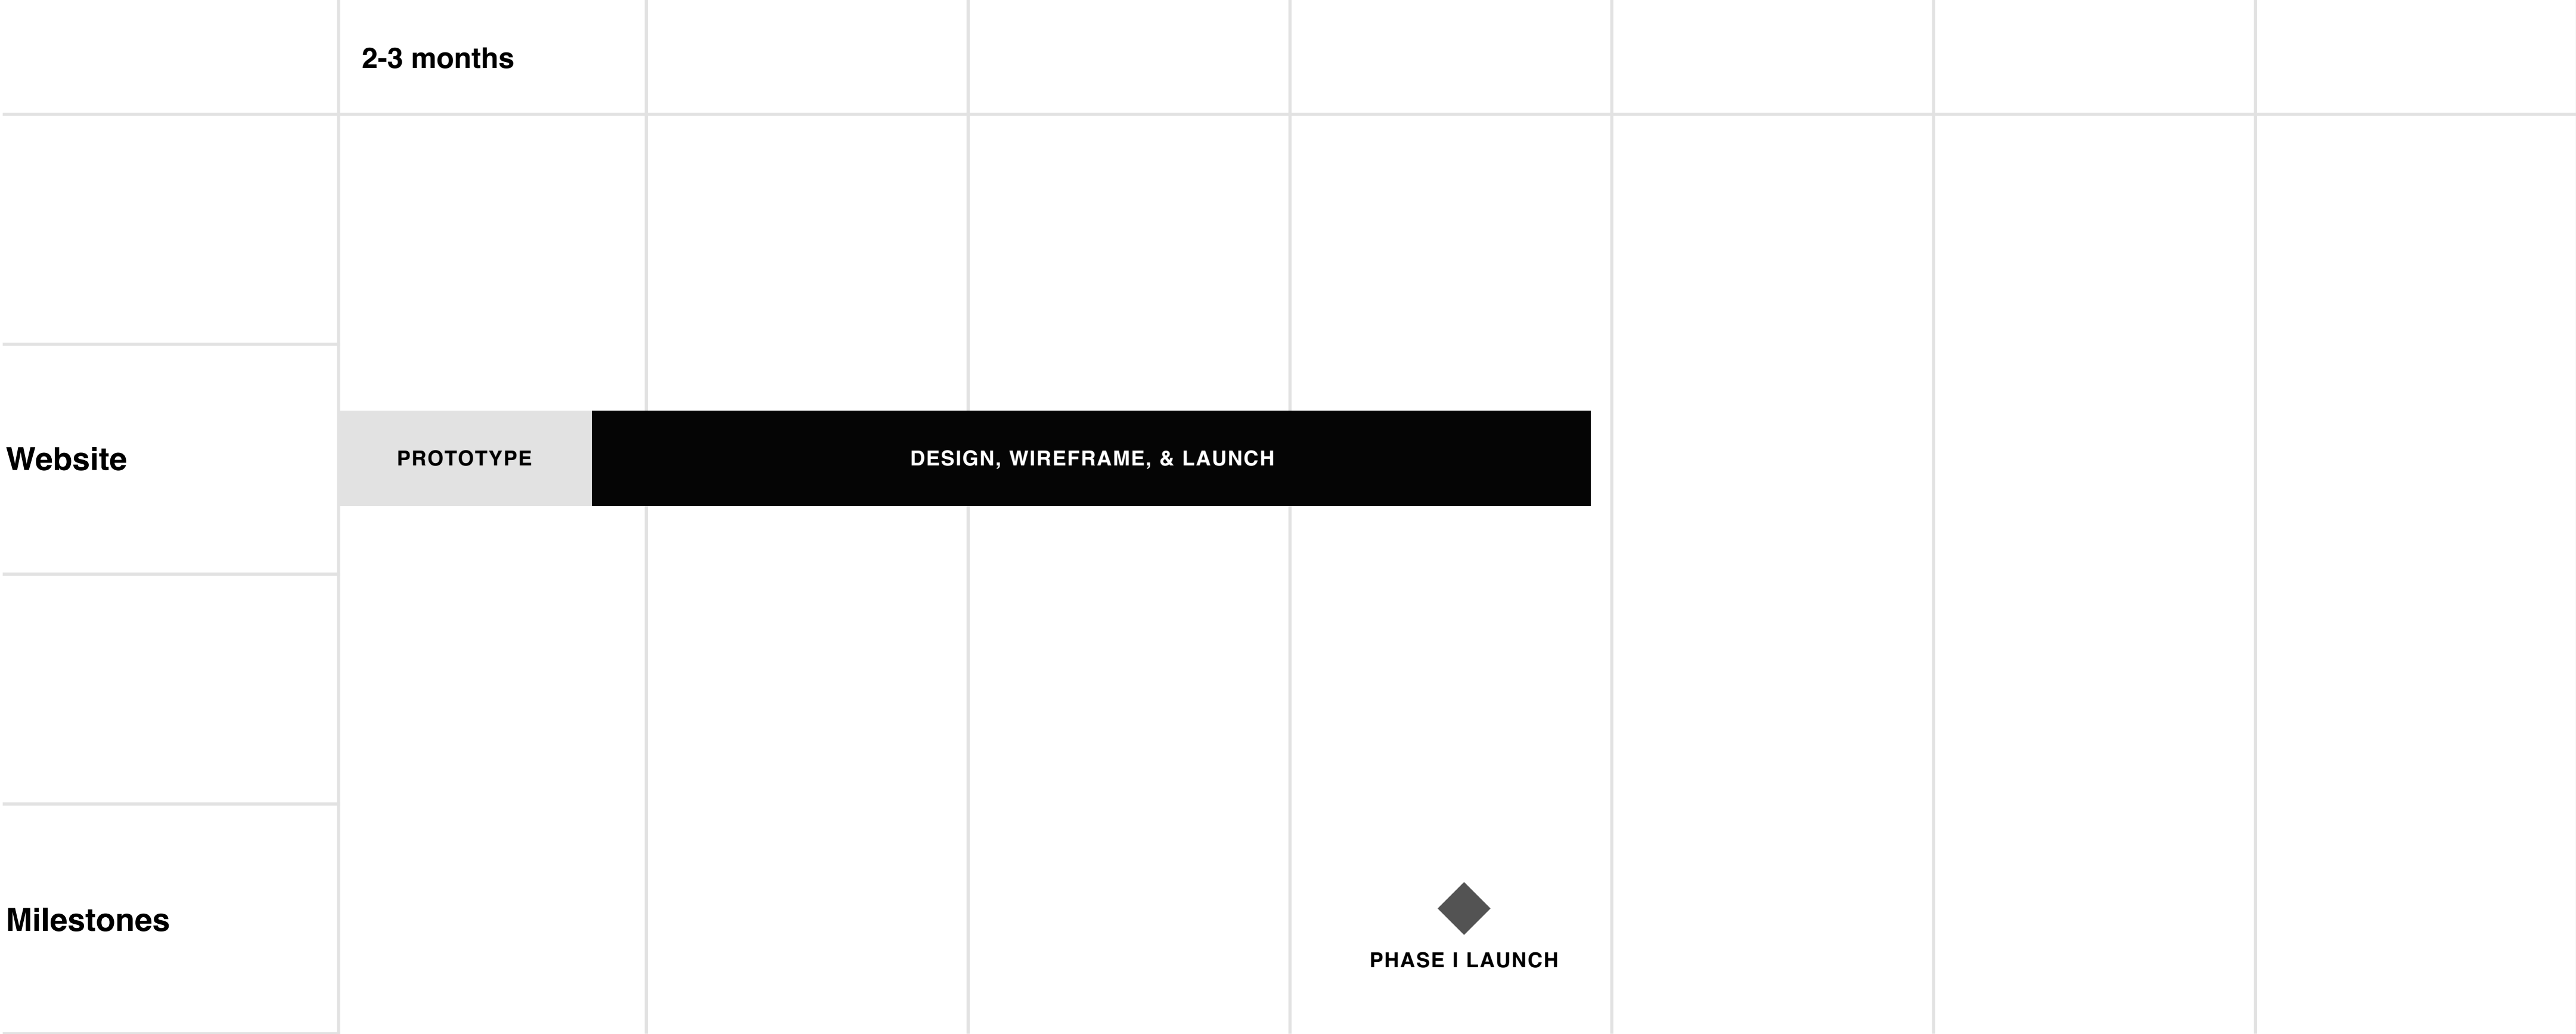 2-3 months
Website
PROTOTYPE
DESIGN, WIREFRAME, & LAUNCH
Milestones
PHASE I LAUNCH